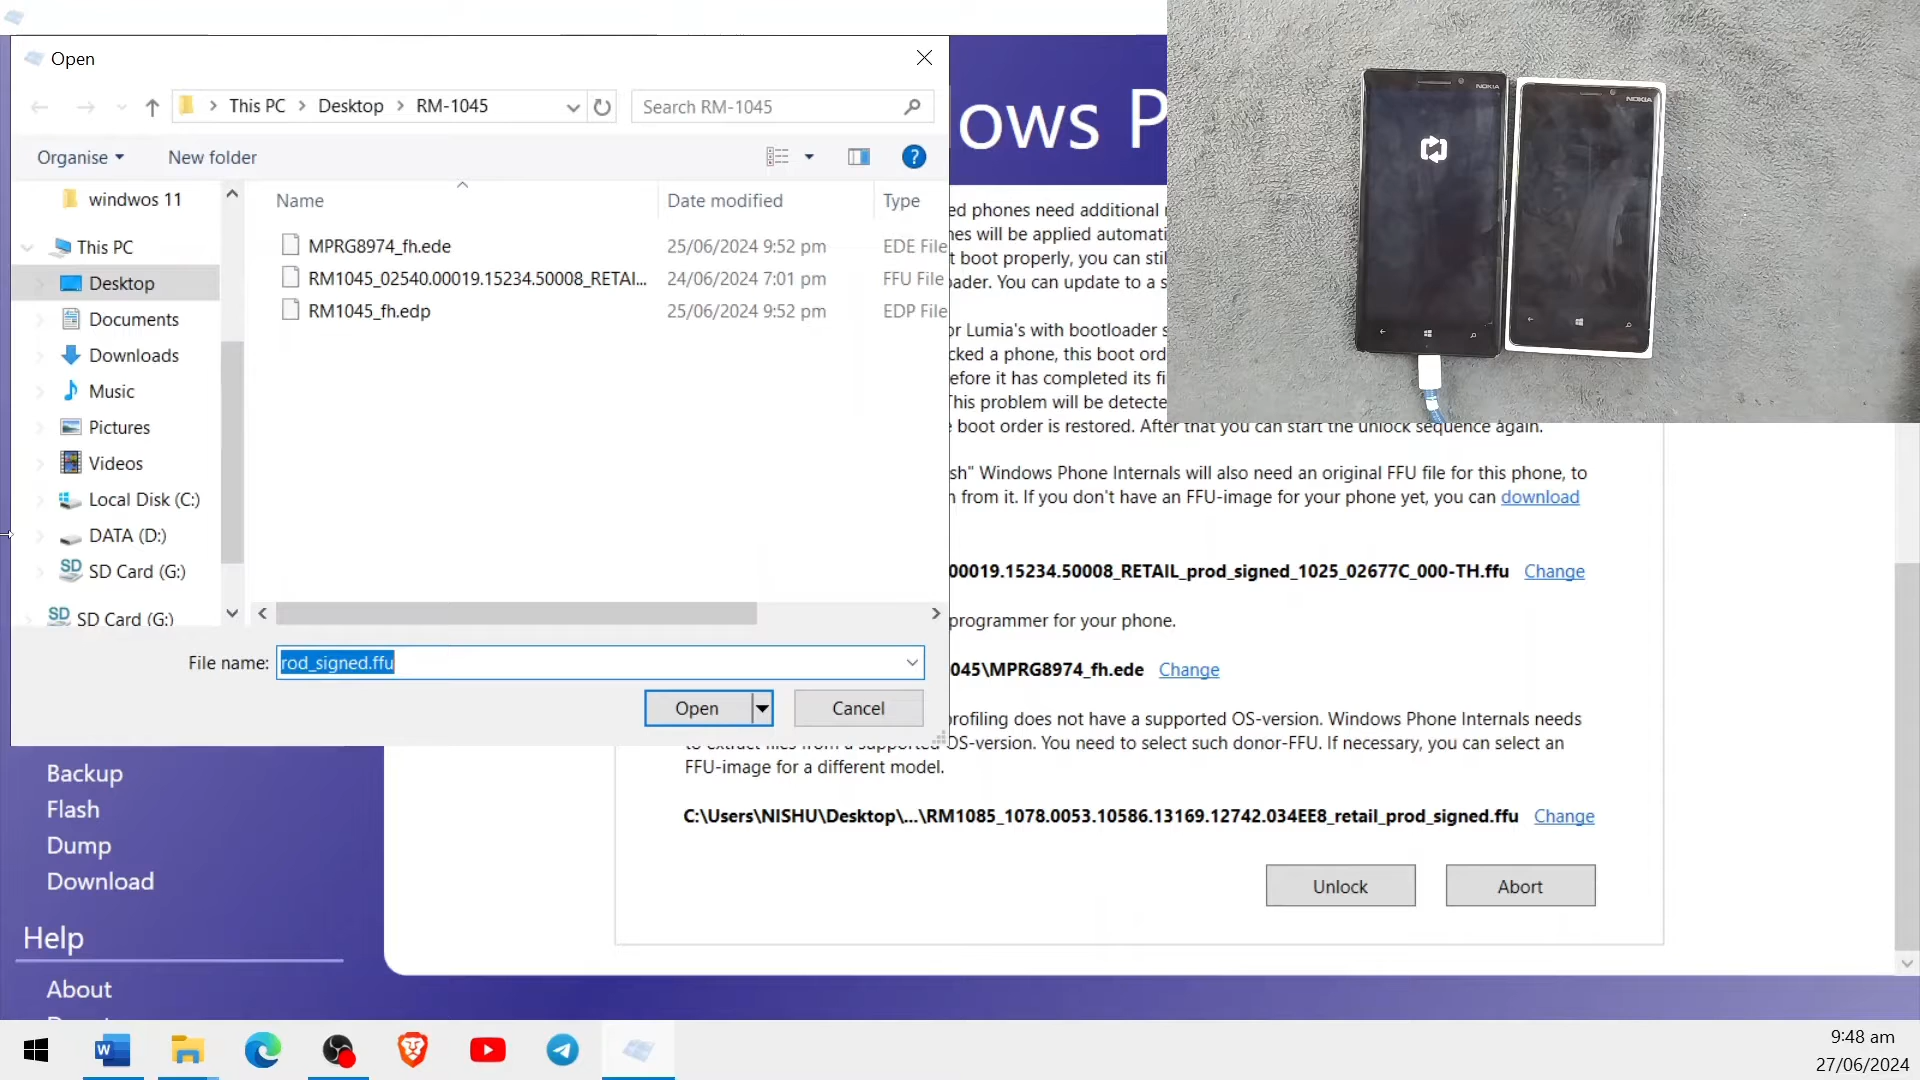 Open
This PC
Desktop
RM-1045
Search RM-1045
Organise
New folder
windwos 11
This PC
Desktop
Documents
Downloads
Music
Pictures
Videos
Local Disk (C:)
DATA (D:)
SD Card (G:)
SD Card (G:)
Name
Date modified
Type
MPRG8974_fh.ede 25/06/2024 9:52 pm EDE File
RM1045_02540.00019.15234.50008_RETAI... 24/06/2024 7:01 pm FFU File
RM1045_fh.edp 25/06/2024 9:52 pm EDP File
File name: rod_signed.ffu
Open
Cancel
ows P
ed phones need additional
will be applied automati
t boot properly, you can
You can update to a s
or Lumia's with bootloader
a phone, this boot
efore it has completed its
This problem will be detecte
boot order is restored. After that you can start the unlock sequence again.
Windows Phone Internals will also need an original FFU file for this phone, to
from it. If you don't have an FFU-image for your phone yet, you can download
00019.15234.50008_RETAIL_prod_signed_1025_02677C_000-TH.ffu Change
programmer for your phone.
045\MPRG8974_fh.ede Change
rofiling does not have a supported OS-version. Windows Phone Internals needs
to extract files from a supported OS-version. You need to select such donor-FFU. If necessary, you can select an
FFU-image for a different model.
C:\Users\NISHU\Desktop\...\RM1085_1078.0053.10586.13169.12742.034EE8_retail_prod_signed.ffu Change
Unlock
Abort
Backup
Flash
Dump
Download
Help
About
NOKIA
NOKIA
9:48 am
27/06/2024